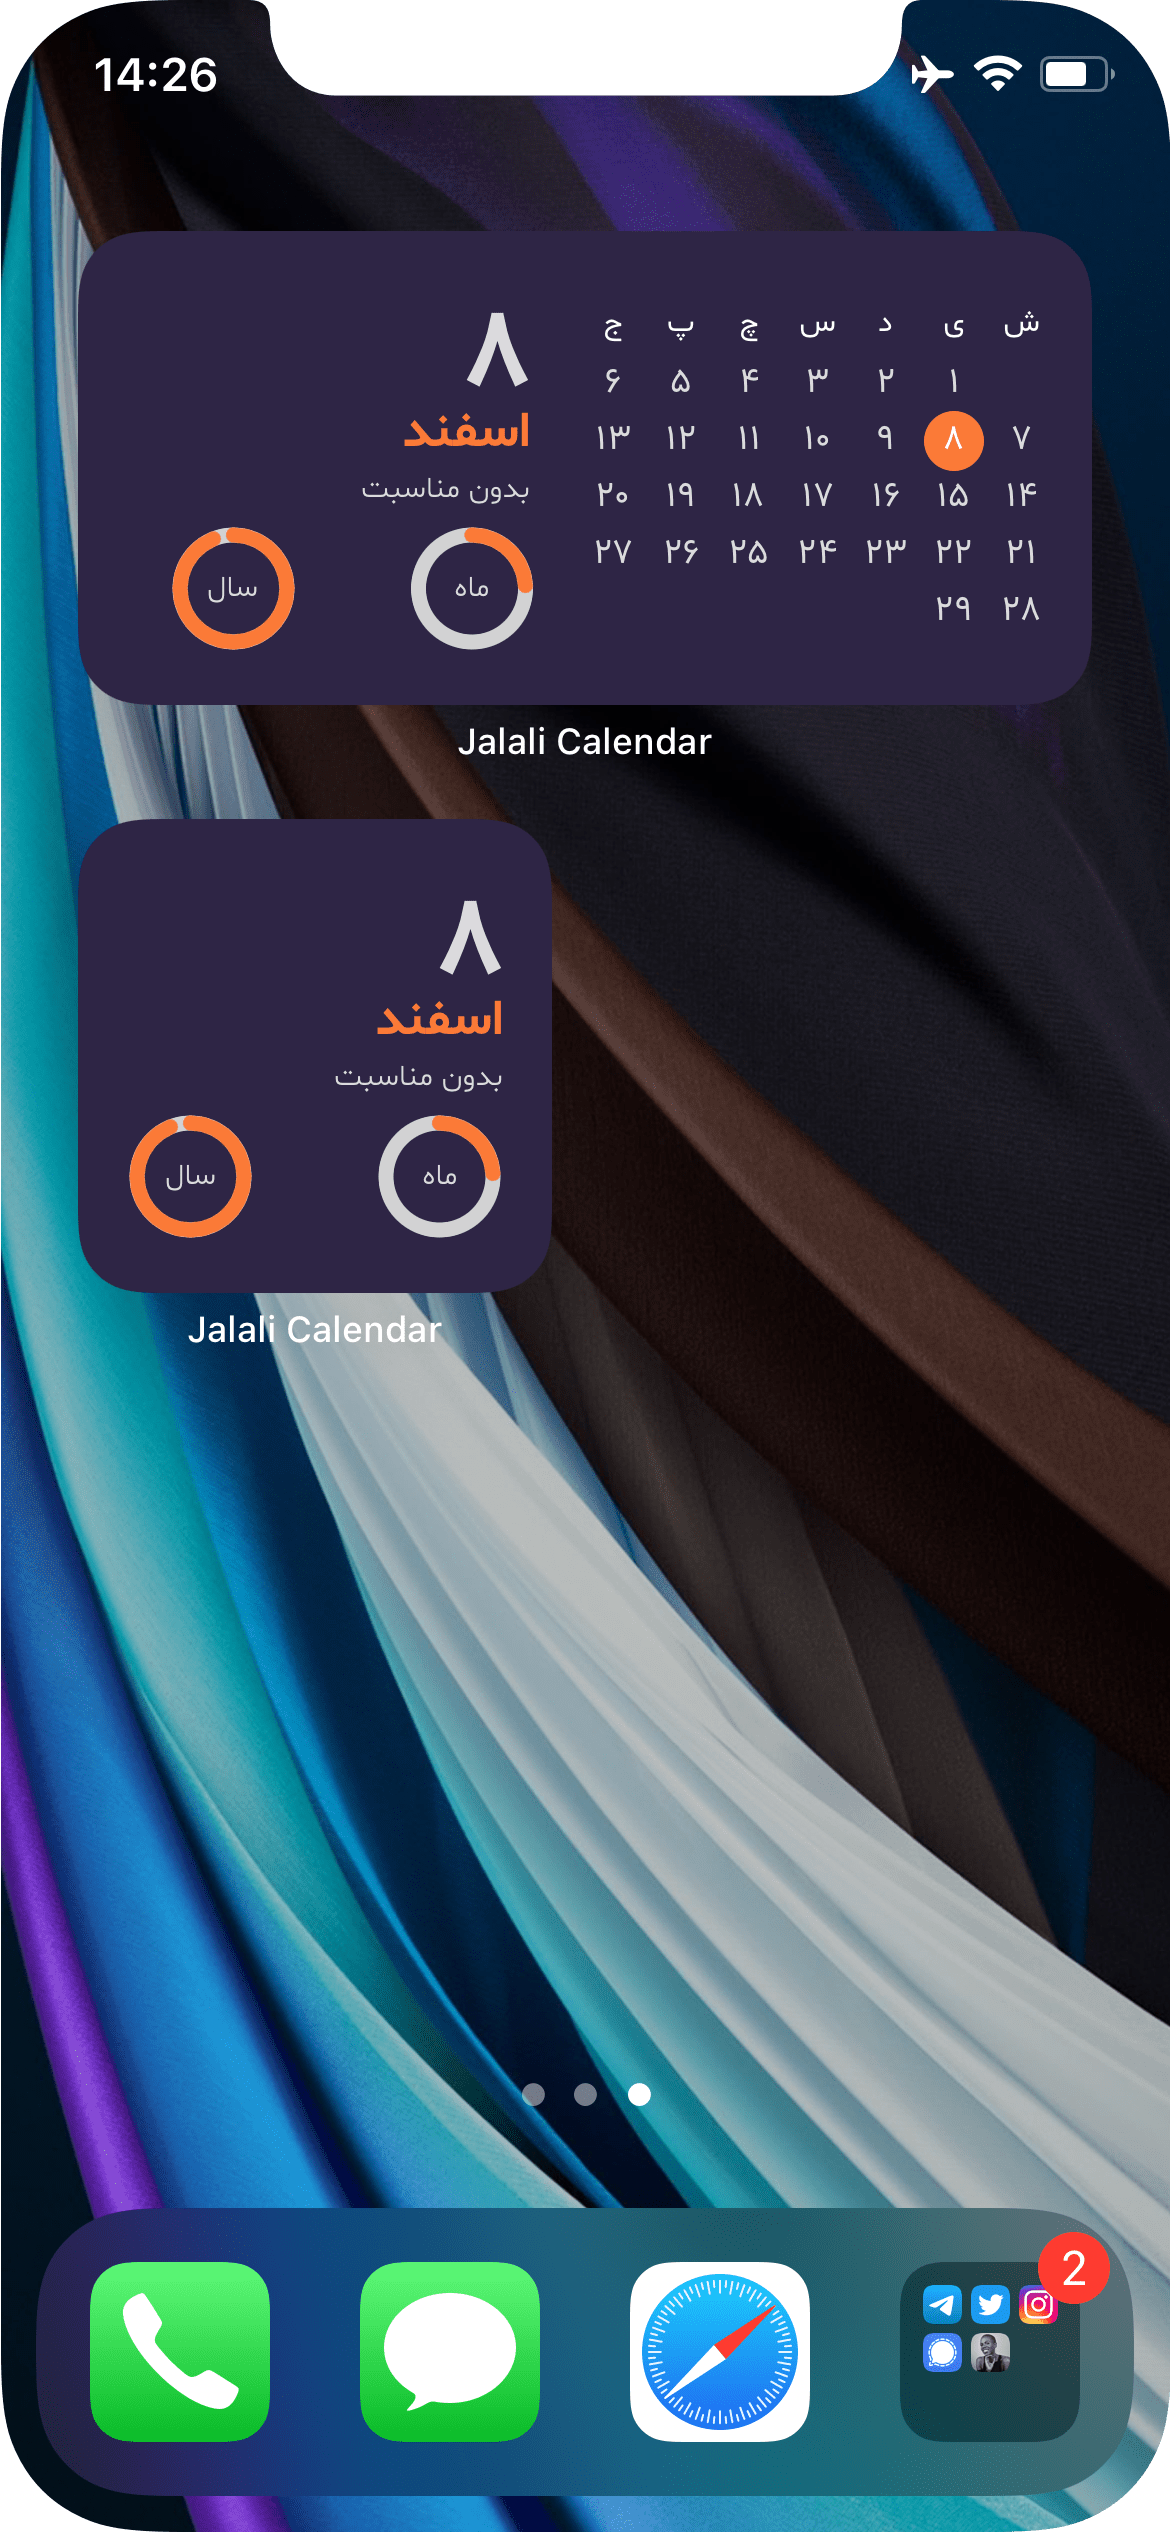 14:26
ش ی د س چ پ ج
۱ ۲ ۳ ۴ ۵ ۶
۷ ۸ ۹ ۱۰ ۱۱ ۱۲ ۱۳
۱۴ ۱۵ ۱۶ ۱۷ ۱۸ ۱۹ ۲۰
۲۱ ۲۲ ۲۳ ۲۴ ۲۵ ۲۶ ۲۷
۲۸ ۲۹
۸
اسفند
بدون مناسبت
ماه
سال
Jalali Calendar
۸
اسفند
بدون مناسبت
ماه
سال
Jalali Calendar
2